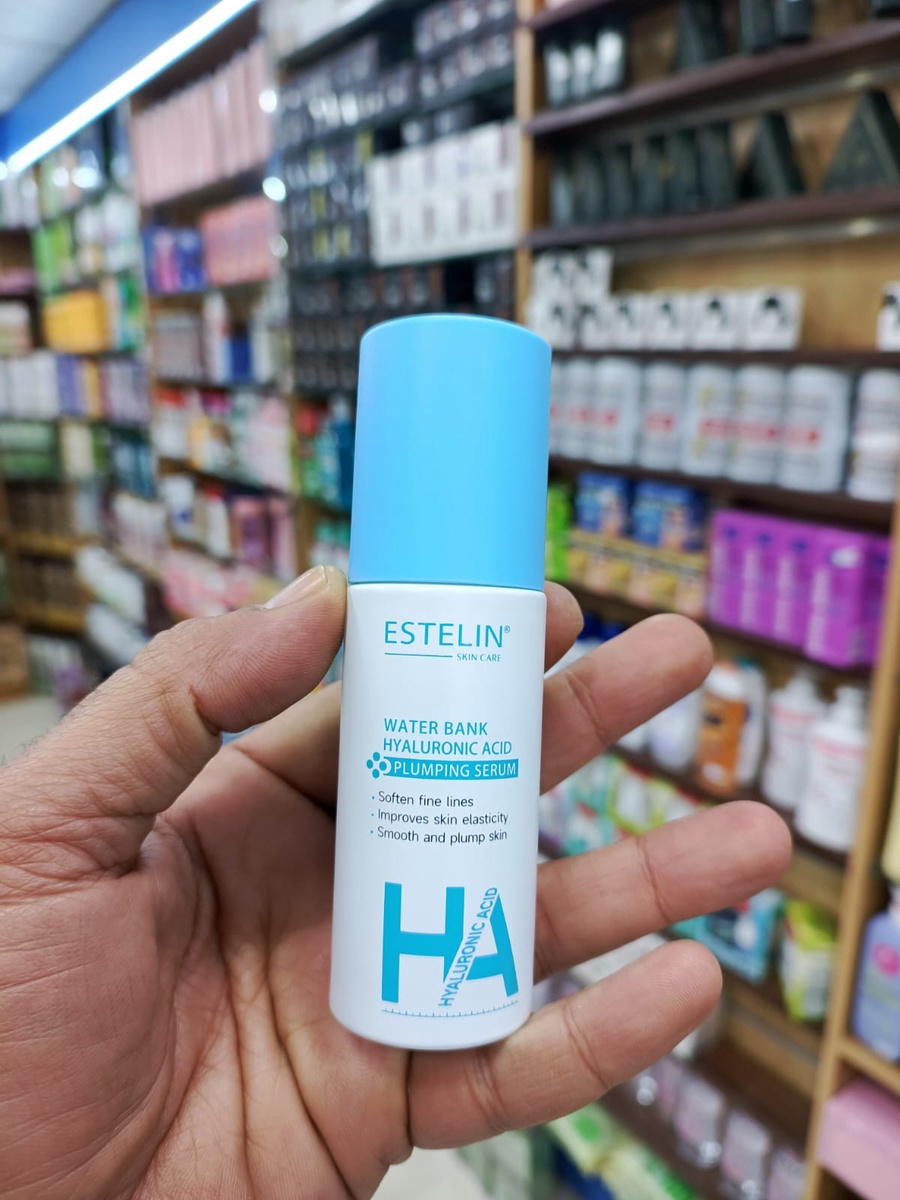 ESTELIN®
SKIN CARE
WATER BANK
HYALURONIC ACID
PLUMPING SERUM
· Soften fine lines
· Improves skin elasticity
· Smooth and plump skin
HA
HYALURONIC ACID